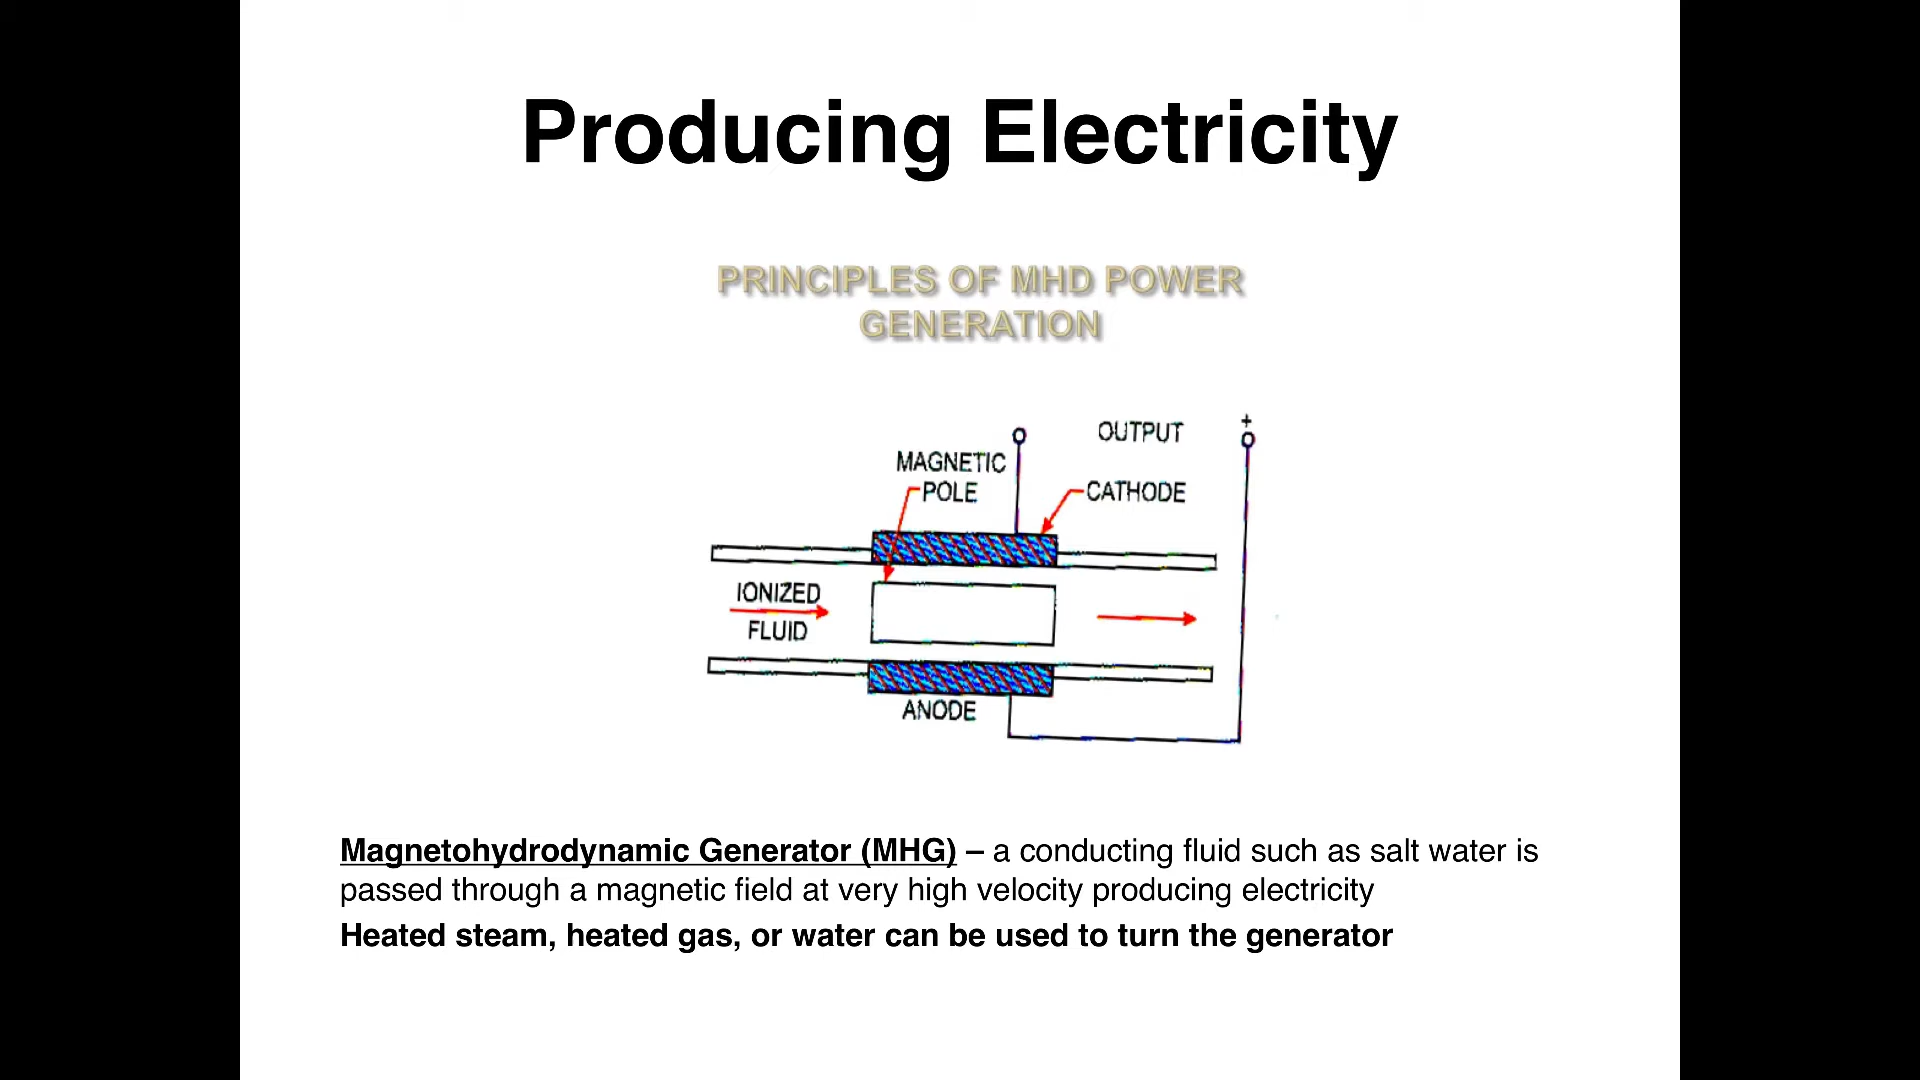 Producing Electricity
PRINCIPLES OF MHD POWER
GENERATION
+
OUTPUT
MAGNETIC
POLE
CATHODE
IONIZED
FLUID
ANODE
Magnetohydrodynamic Generator (MHG) – a conducting fluid such as salt water is
passed through a magnetic field at very high velocity producing electricity
Heated steam, heated gas, or water can be used to turn the generator